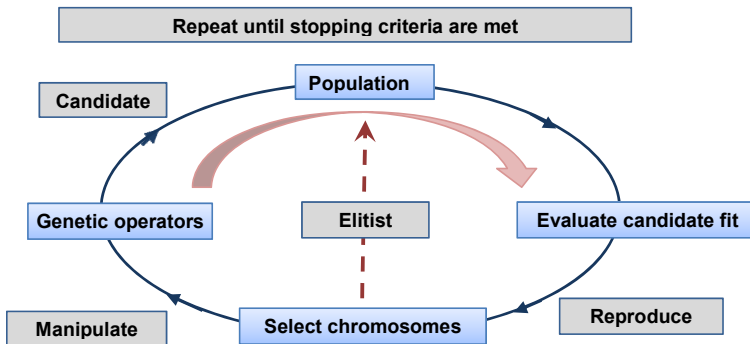 Repeat until stopping criteria are met
Population
Candidate
Genetic operators
Elitist
Evaluate candidate fit
Manipulate
Select chromosomes
Reproduce